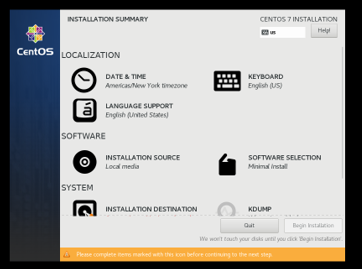 INSTALLATION SUMMARY
CENTOS 7 INSTALLATION
us
Help!
CentOS
LOCALIZATION
DATE & TIME
Americas/New York timezone
KEYBOARD
English (US)
LANGUAGE SUPPORT
English (United States)
SOFTWARE
INSTALLATION SOURCE
Local media
SOFTWARE SELECTION
Minimal Install
SYSTEM
INSTALLATION DESTINATION
KDUMP
Quit
Begin Installation
We won't touch your disks until you click 'Begin Installation'.
Please complete items marked with this icon before continuing to the next step.